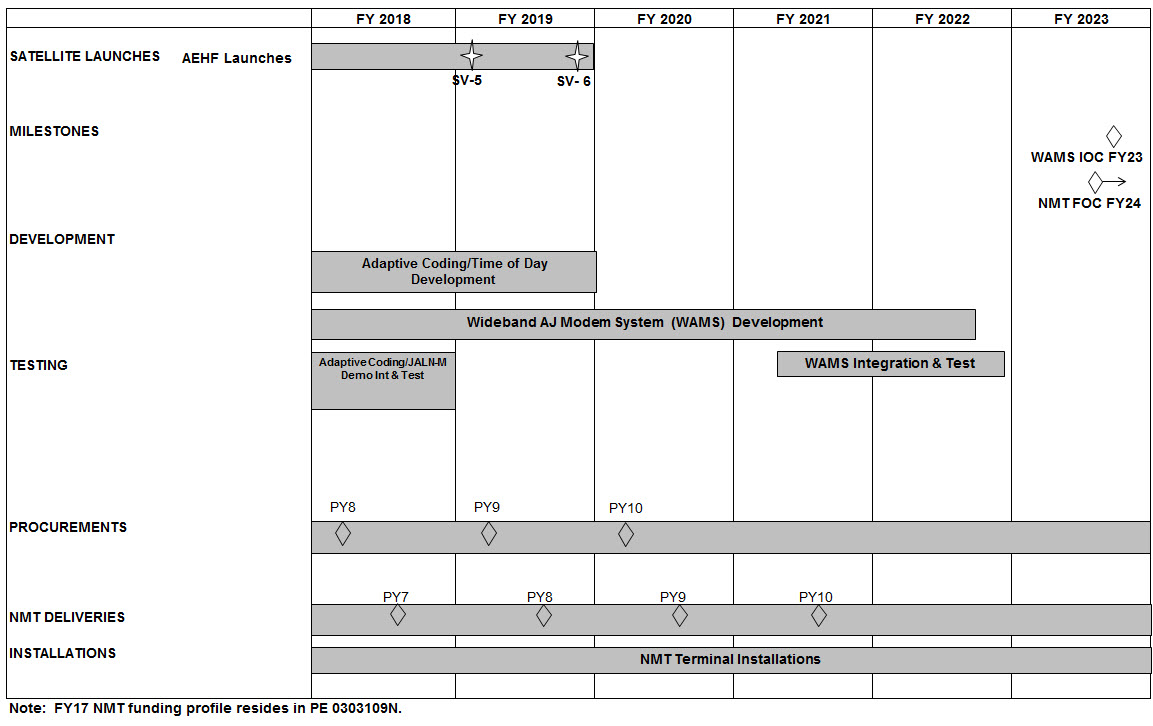 FY 2018 FY 2019 FY 2020 FY 2021 FY 2022 FY 2023
SATELLITE LAUNCHES AEHF Launches
SV-5 SV- 6
MILESTONES
WAMS IOC FY23
NMT FOC FY24
DEVELOPMENT
Adaptive Coding/Time of Day
Development
Wideband AJ Modem System (WAMS) Development
TESTING
Adaptive Coding/JALN-M
Demo Int & Test
WAMS Integration & Test
PY8 PY9 PY10
PROCUREMENTS
PY7 PY8 PY9 PY10
NMT DELIVERIES
INSTALLATIONS
NMT Terminal Installations
Note: FY17 NMT funding profile resides in PE 0303109N.